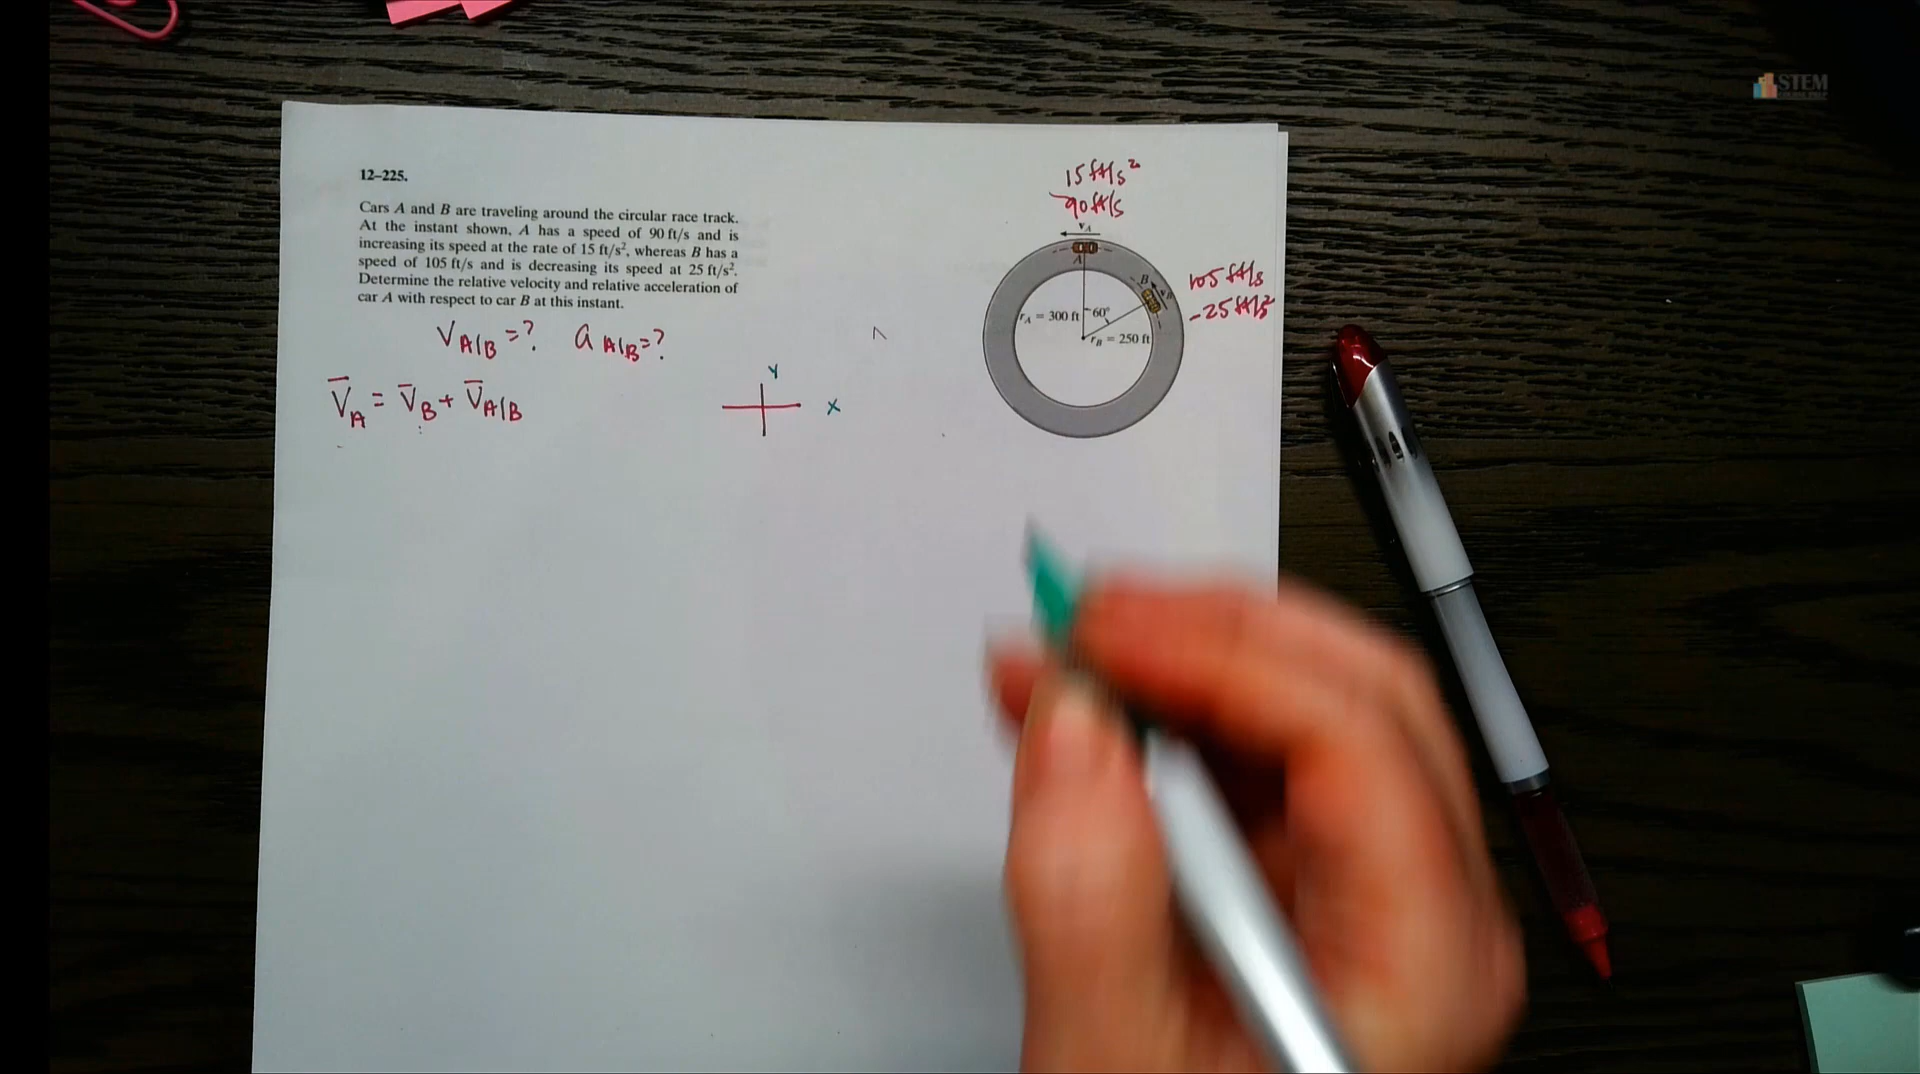 STEM
12–225.
Cars A and B are traveling around the circular race track.
At the instant shown, A has a speed of 90 ft/s and is
increasing its speed at the rate of 15 ft/s², whereas B has a
speed of 105 ft/s and is decreasing its speed at 25 ft/s².
Determine the relative velocity and relative acceleration of
car A with respect to car B at this instant.
V A/B = ? a A/B = ?
V̄A = V̄B + V̄A/B
y
x
15 ft/s²
90 ft/s
vA
A
B
vB
105 ft/s
-25 ft/s²
rA = 300 ft
60°
rB = 250 ft